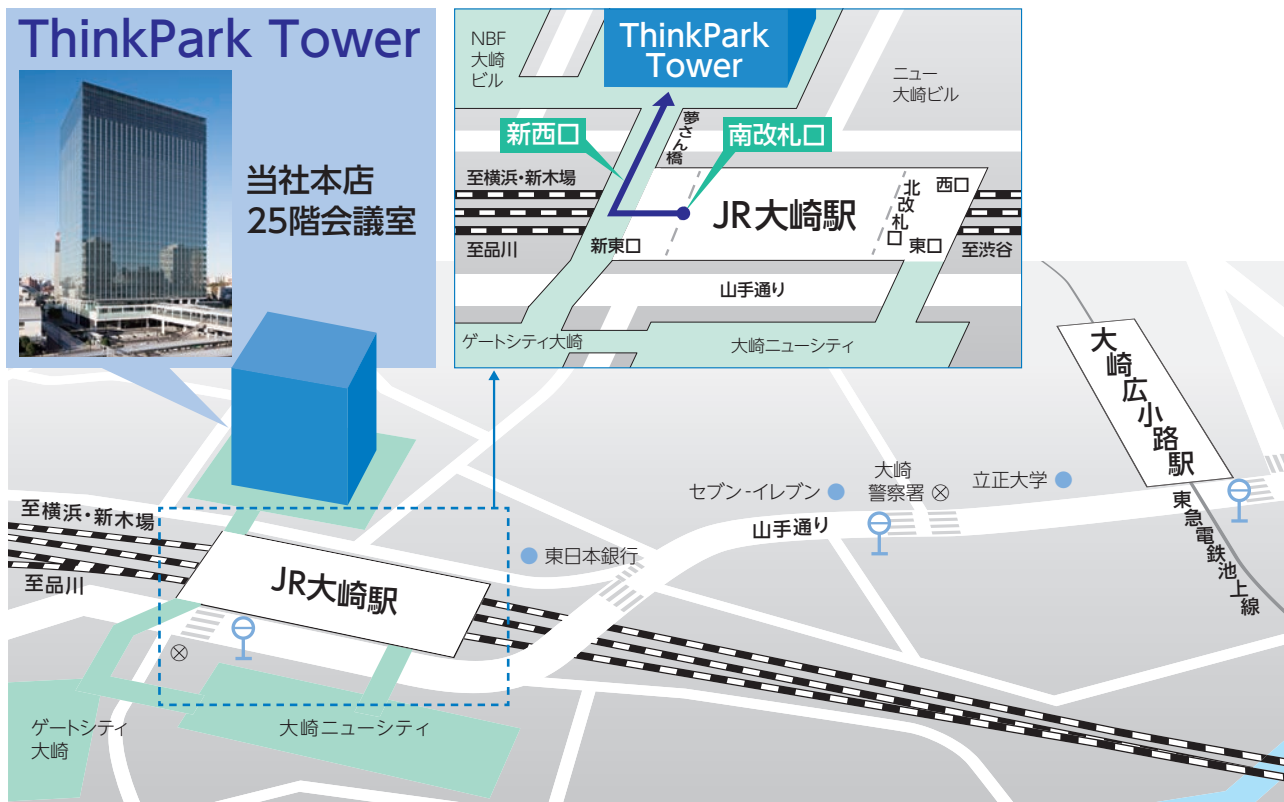 ThinkPark Tower
当社本店
25階会議室
NBF
大崎
ビル
ThinkPark
Tower
ニュー
大崎ビル
新西口
夢さん橋
南改札口
至横浜・新木場
至品川
新東口
JR大崎駅
北改札口
西口
東口
至渋谷
山手通り
ゲートシティ大崎
大崎ニューシティ
大崎広小路駅
東急電鉄池上線
セブン-イレブン
大崎
警察署
立正大学
山手通り
至横浜・新木場
至品川
JR大崎駅
東日本銀行
ゲートシティ
大崎
大崎ニューシティ